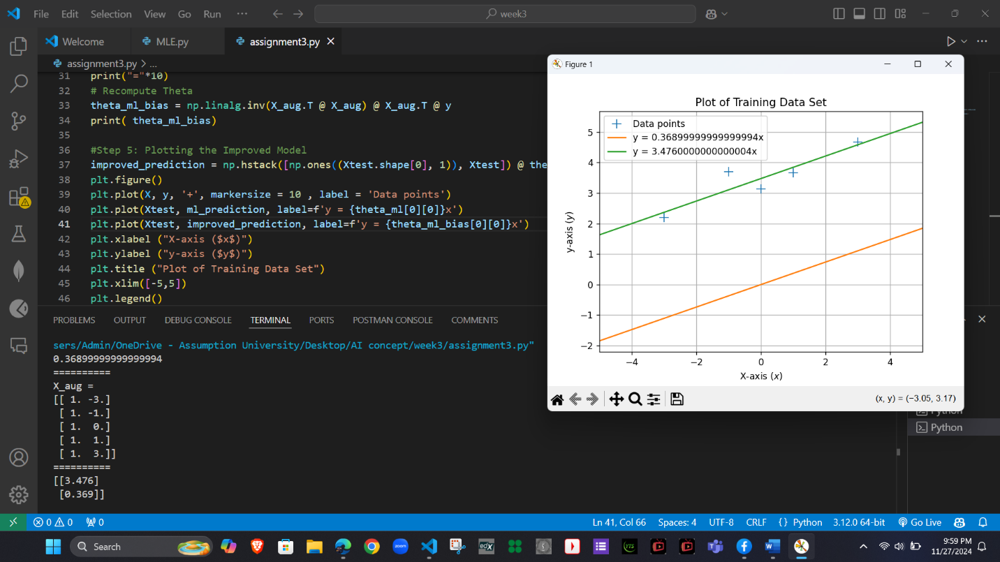 File Edit Selection View Go Run ··· week3
Welcome MLE.py assignment3.py
assignment3.py > ...
31 print("="*10)
32 # Recompute Theta
33 theta_ml_bias = np.linalg.inv(X_aug.T @ X_aug) @ X_aug.T @ y
34 print( theta_ml_bias)
35
36 #Step 5: Plotting the Improved Model
37 improved_prediction = np.hstack([np.ones((Xtest.shape[0], 1)), Xtest]) @ the
38 plt.figure()
39 plt.plot(X, y, '+', markersize = 10 , label = 'Data points')
40 plt.plot(Xtest, ml_prediction, label=f'y = {theta_ml[0][0]}x')
41 plt.plot(Xtest, improved_prediction, label=f'y = {theta_ml_bias[0][0]}x')
42 plt.xlabel ("X-axis ($x$)")
43 plt.ylabel ("y-axis ($y$)")
44 plt.title ("Plot of Training Data Set")
45 plt.xlim([-5,5])
46 plt.legend()
PROBLEMS OUTPUT DEBUG CONSOLE TERMINAL PORTS POSTMAN CONSOLE COMMENTS
sers/Admin/OneDrive - Assumption University/Desktop/AI concept/week3/assignment3.py"
0.36899999999999994
==========
X_aug =
[[ 1. -3.]
[ 1. -1.]
[ 1. 0.]
[ 1. 1.]
[ 1. 3.]]
==========
[[3.476]
[0.369]]
Figure 1
Plot of Training Data Set
Data points
y = 0.36899999999999994x
y = 3.4760000000000004x
5
4
3
2
1
0
−1
−2
y-axis (y)
−4 −2 0 2 4
X-axis (x)
(x, y) = (−3.05, 3.17)
Python
Python
0 0 0 Ln 41, Col 66 Spaces: 4 UTF-8 CRLF {} Python 3.12.0 64-bit Go Live
Search zoom edX YTS 9:59 PM
11/27/2024